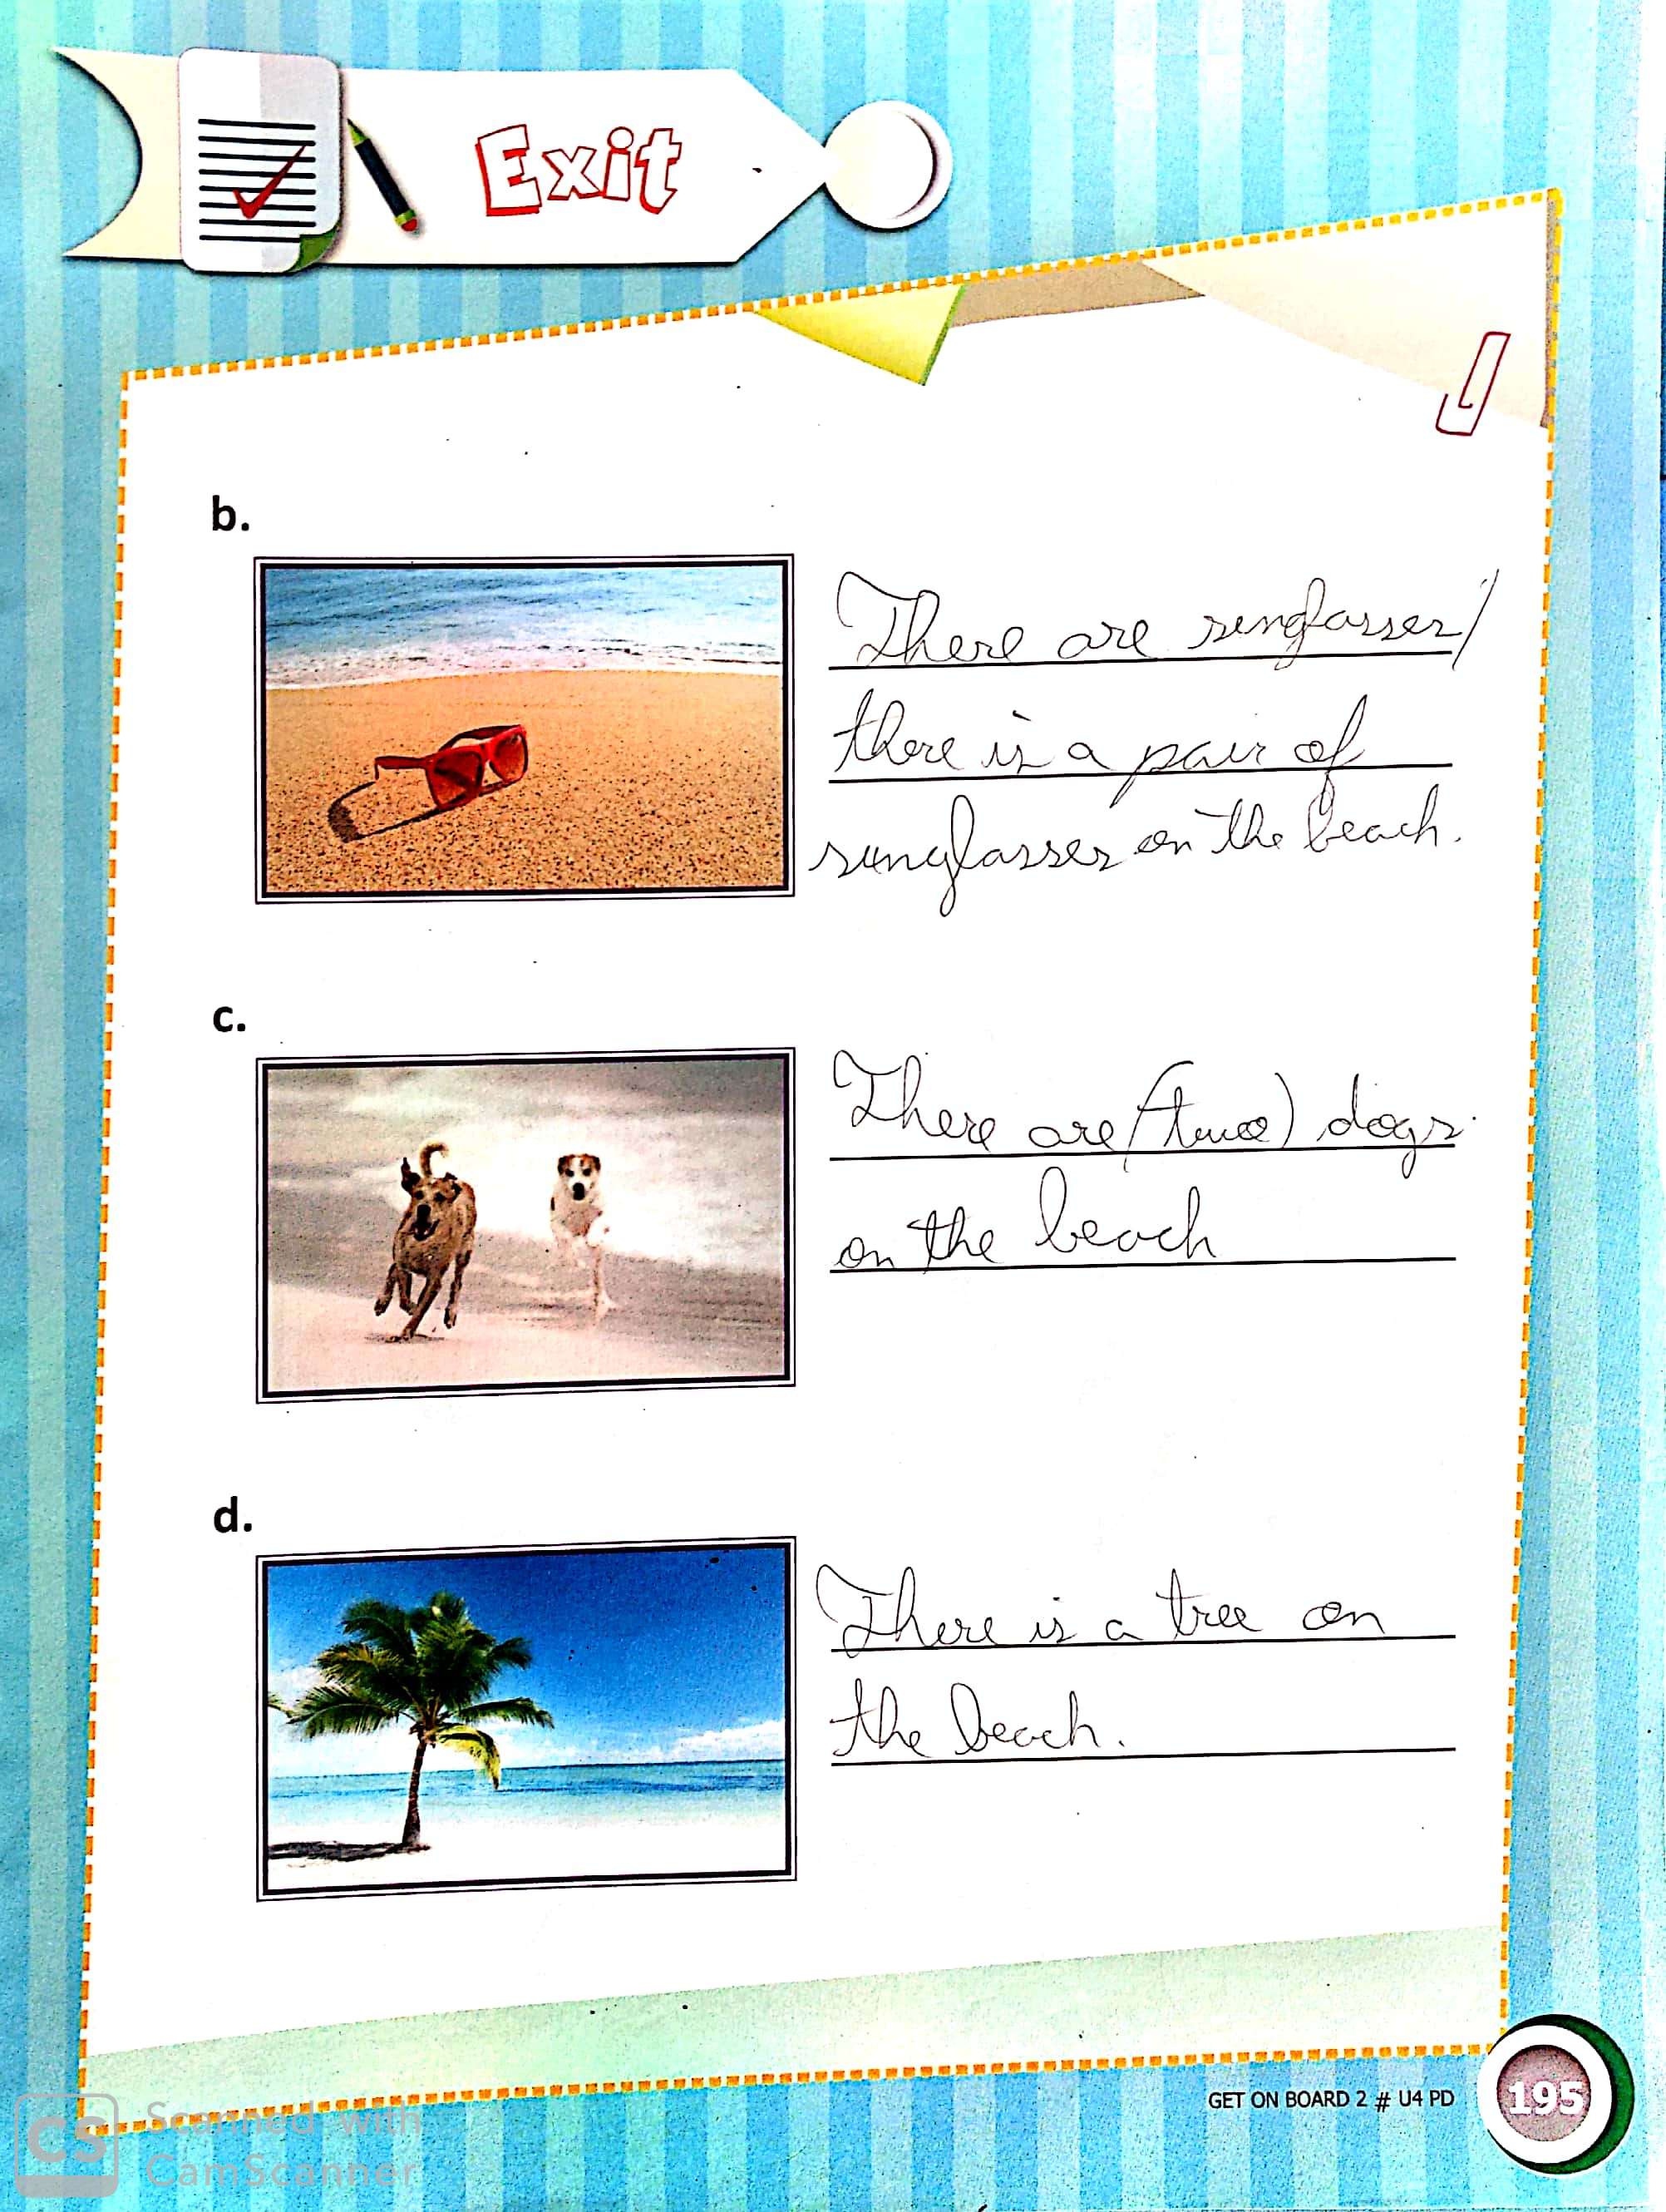 Exit
b.
There are sunglasses/
there is a pair of
sunglasses on the beach.
c.
There are (two) dogs
on the beach
d.
There is a tree on
the beach.
GET ON BOARD 2 # U4 PD
195
CS
Scanned with
CamScanner